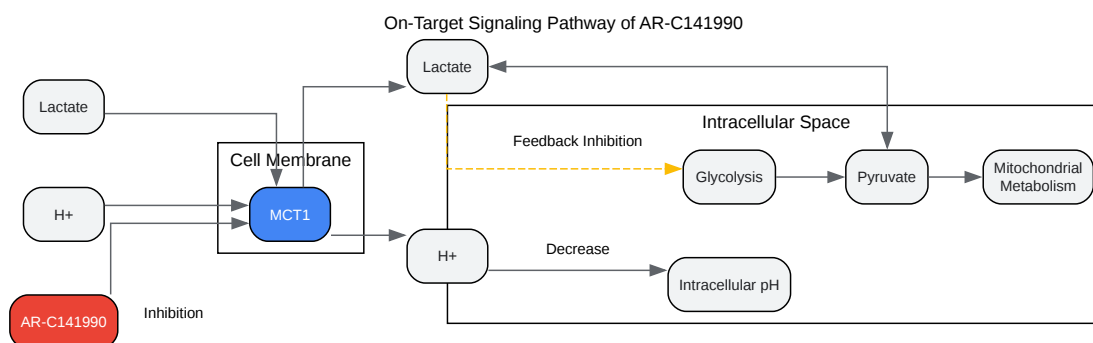 On-Target Signaling Pathway of AR-C141990
Lactate
Lactate
Intracellular Space
Feedback Inhibition
Cell Membrane
Glycolysis
Pyruvate
Mitochondrial
Metabolism
H+
MCT1
H+
Decrease
Intracellular pH
AR-C141990
Inhibition